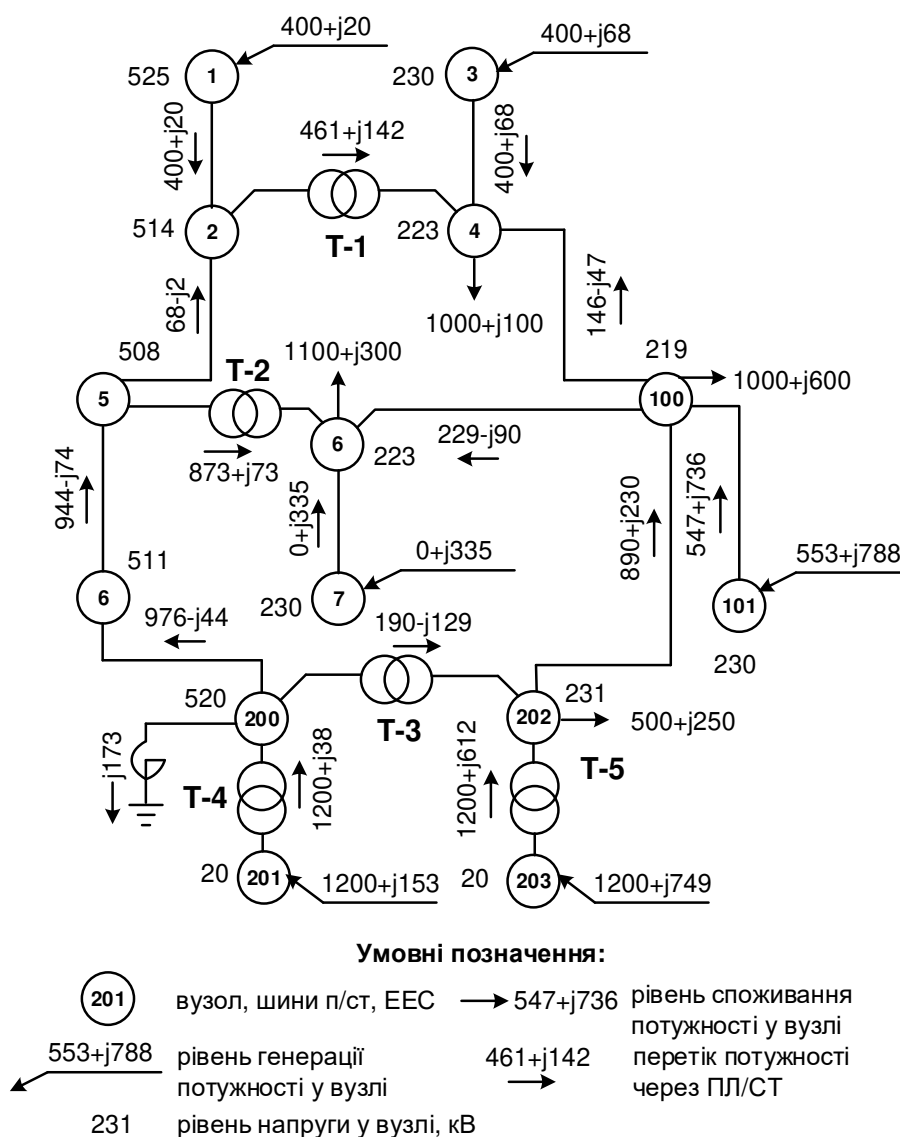 400+j20
400+j68
525
1
230
3
400+j20
461+j142
400+j68
514
2
T-1
223
4
68-j2
1000+j100
146-j47
508
T-2
1100+j300
219
5
100
1000+j600
6
229-j90
223
873+j73
944-j74
0+j335
890+j230
547+j736
511
6
0+j335
553+j788
230
7
101
976-j44
190-j129
230
520
200
231
202
500+j250
T-3
j173
T-4
1200+j38
1200+j612
T-5
20
201
1200+j153
20
203
1200+j749
Умовні позначення:
201
вузол, шини п/ст, ЕЕС
547+j736
рівень споживання
потужності у вузлі
553+j788
рівень генерації
потужності у вузлі
461+j142
перетік потужності
через ПЛ/СТ
231
рівень напруги у вузлі, кВ